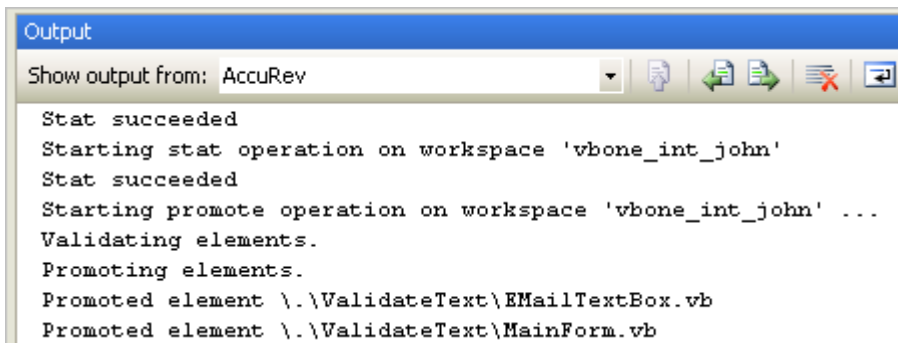 Output
Show output from: AccuRev
Stat succeeded
Starting stat operation on workspace 'vbone_int_john'
Stat succeeded
Starting promote operation on workspace 'vbone_int_john' ...
Validating elements.
Promoting elements.
Promoted element \.\ValidateText\EMailTextBox.vb
Promoted element \.\ValidateText\MainForm.vb